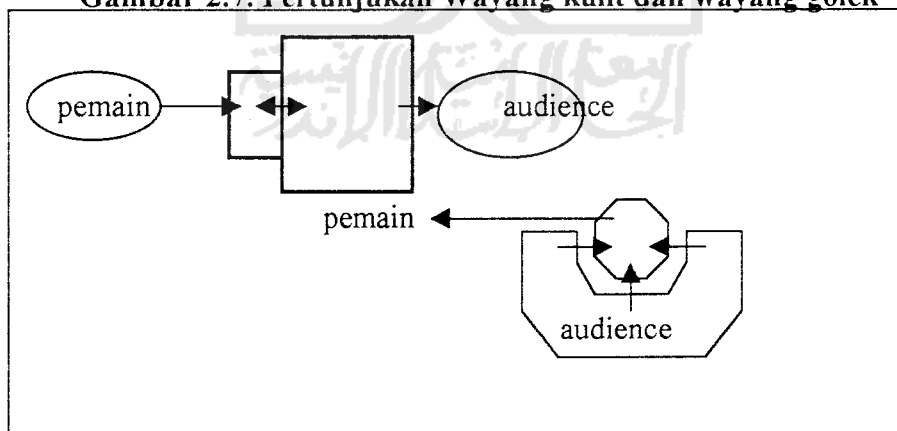 Gambar 2.7. Pertunjukan Wayang kulit dan wayang golek
pemain
audience
pemain
audience